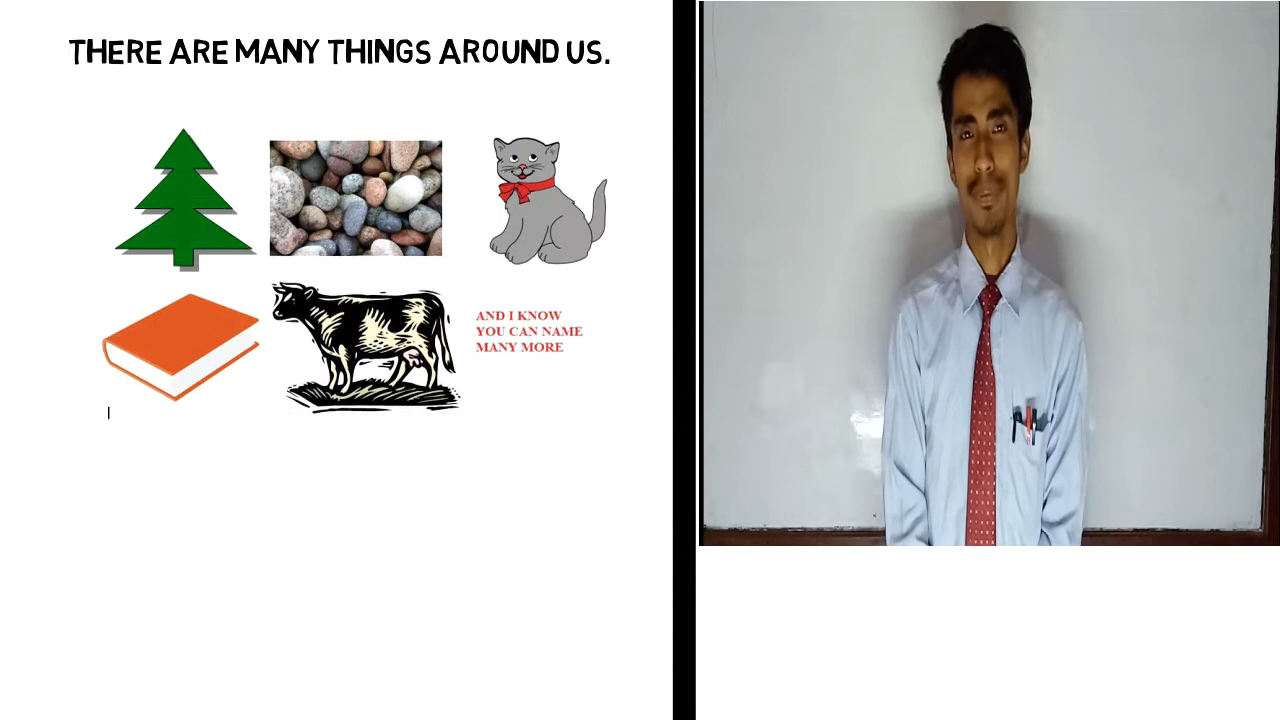 THERE ARE MANY THINGS AROUND US.
AND I KNOW
YOU CAN NAME
MANY MORE